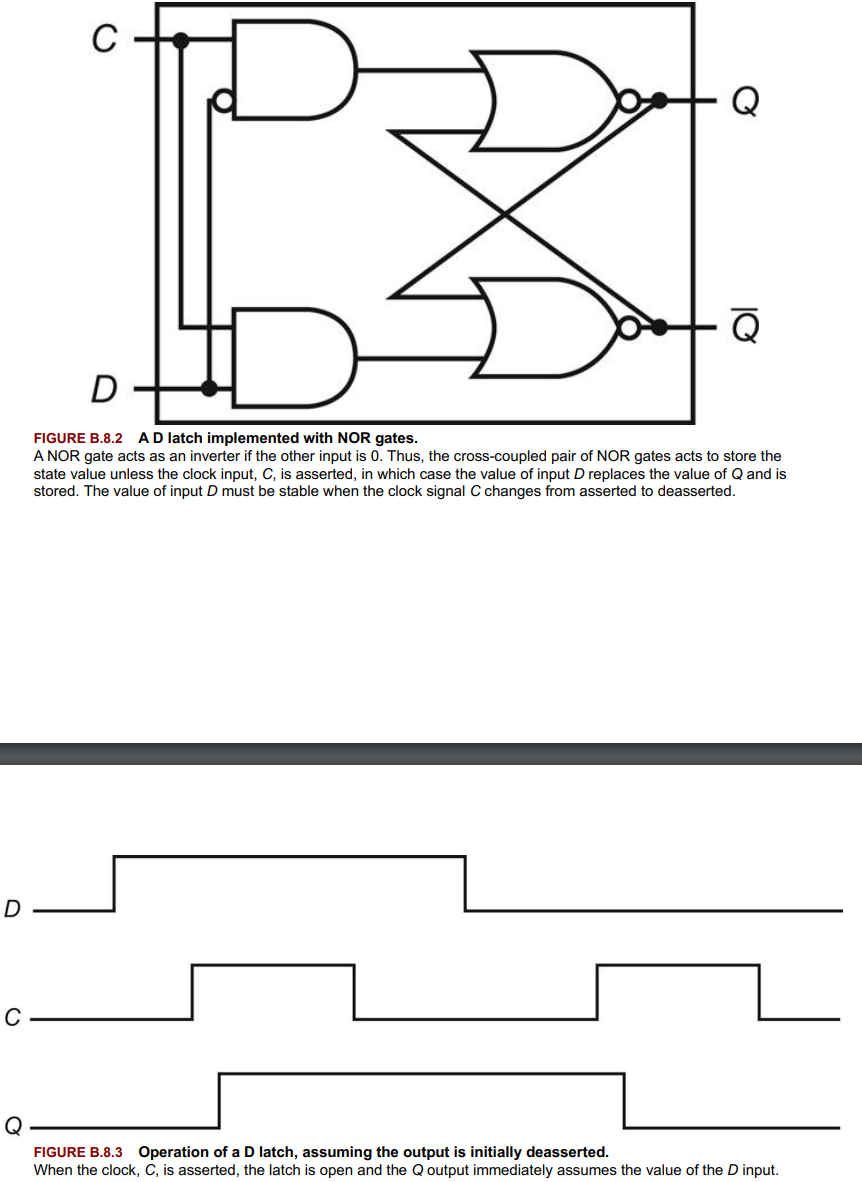 C
Q
Q̅
D
FIGURE B.8.2 A D latch implemented with NOR gates.
A NOR gate acts as an inverter if the other input is 0. Thus, the cross-coupled pair of NOR gates acts to store the
state value unless the clock input, C, is asserted, in which case the value of input D replaces the value of Q and is
stored. The value of input D must be stable when the clock signal C changes from asserted to deasserted.
D
C
Q
FIGURE B.8.3 Operation of a D latch, assuming the output is initially deasserted.
When the clock, C, is asserted, the latch is open and the Q output immediately assumes the value of the D input.